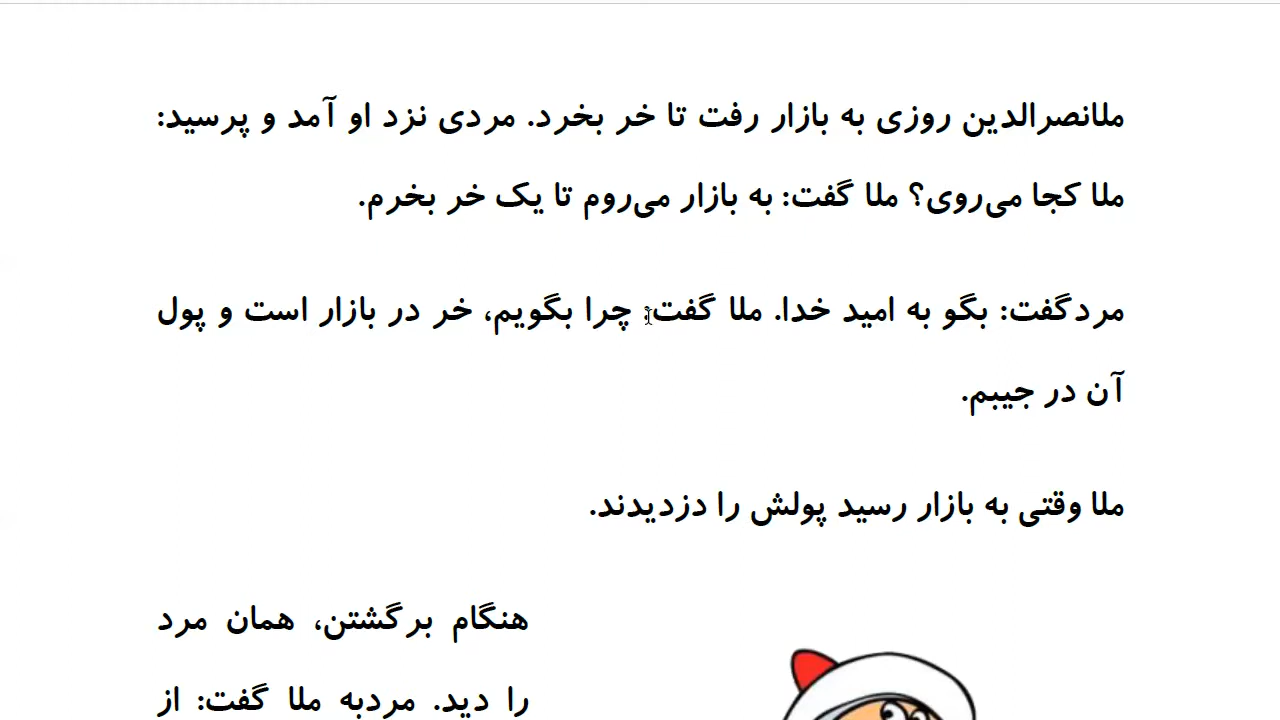 ملانصرالدین روزی به بازار رفت تا خر بخرد. مردی نزد او آمد و پرسید:
ملا کجا می‌روی؟ ملا گفت: به بازار می‌روم تا یک خر بخرم.
مردگفت: بگو به امید خدا. ملا گفت: چرا بگویم، خر در بازار است و پول
آن در جیبم.
ملا وقتی به بازار رسید پولش را دزدیدند.
هنگام برگشتن، همان مرد
را دید. مردبه ملا گفت: از